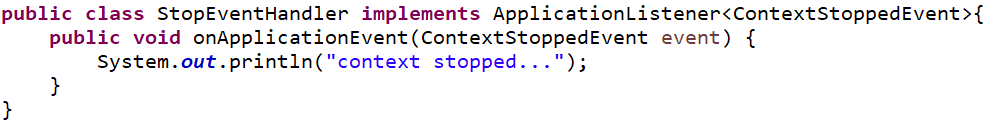 public class StopEventHandler implements ApplicationListener<ContextStoppedEvent>{
    public void onApplicationEvent(ContextStoppedEvent event) {
        System.out.println("context stopped...");
    }
}